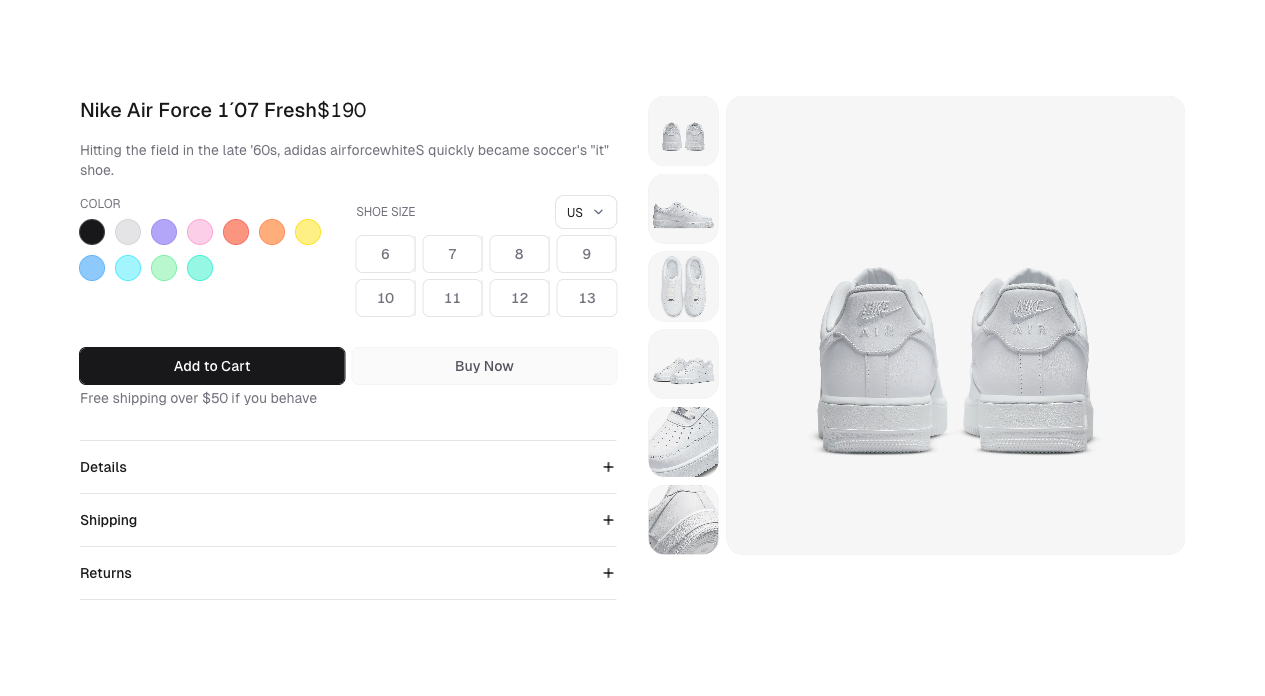 Nike Air Force 1´07 Fresh$190
Hitting the field in the late '60s, adidas airforcewhiteS quickly became soccer's "it"
shoe.
COLOR
SHOE SIZE
US
6 7 8 9
10 11 12 13
Add to Cart
Buy Now
Free shipping over $50 if you behave
Details
Shipping
Returns
NIKE
AIR
NIKE
AIR